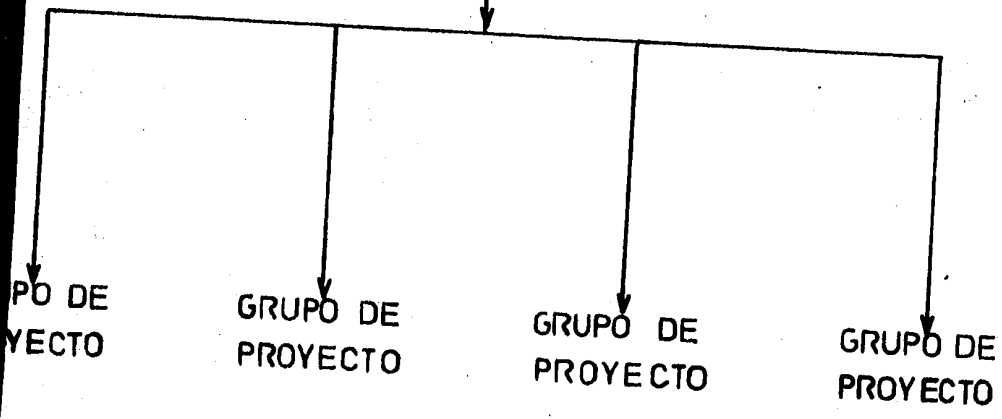 PO DE
YECTO
GRUPO DE
PROYECTO
GRUPO DE
PROYECTO
GRUPO DE
PROYECTO